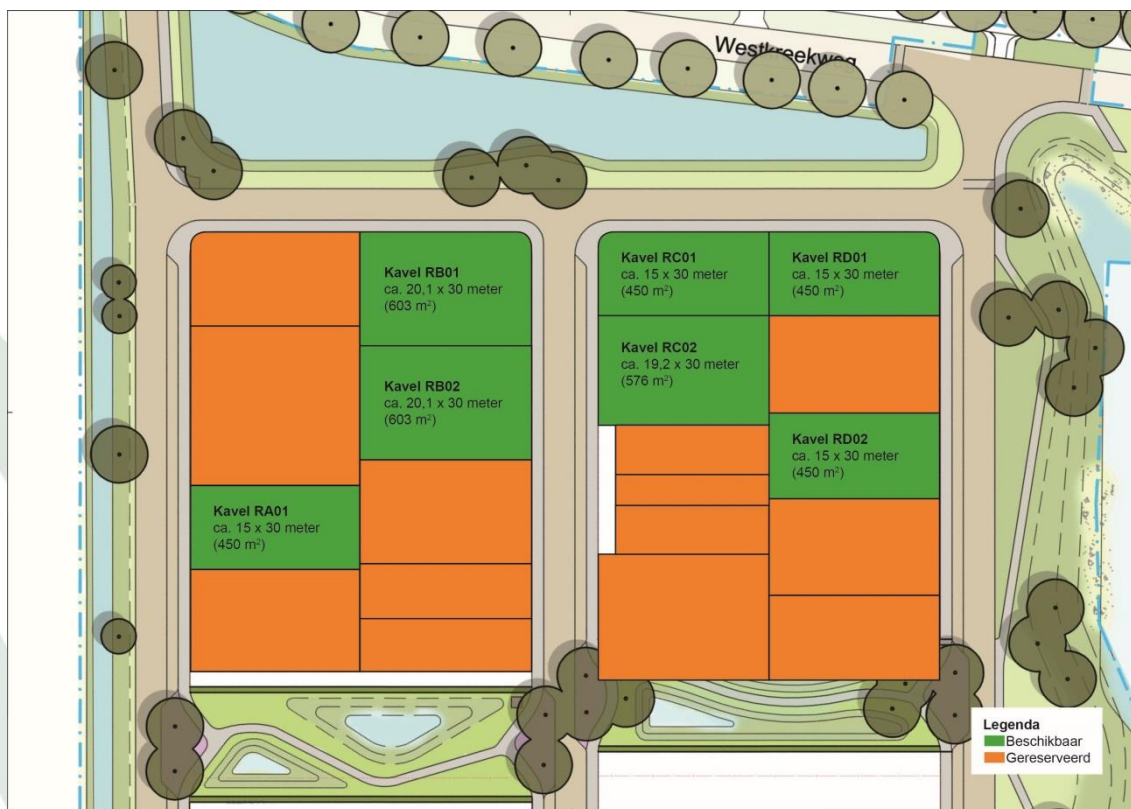 Westkreekweg
Kavel RB01
ca. 20,1 x 30 meter
(603 m²)
Kavel RC01
ca. 15 x 30 meter
(450 m²)
Kavel RD01
ca. 15 x 30 meter
(450 m²)
Kavel RB02
ca. 20,1 x 30 meter
(603 m²)
Kavel RC02
ca. 19,2 x 30 meter
(576 m²)
Kavel RD02
ca. 15 x 30 meter
(450 m²)
Kavel RA01
ca. 15 x 30 meter
(450 m²)
Legenda
Beschikbaar
Gereserveerd